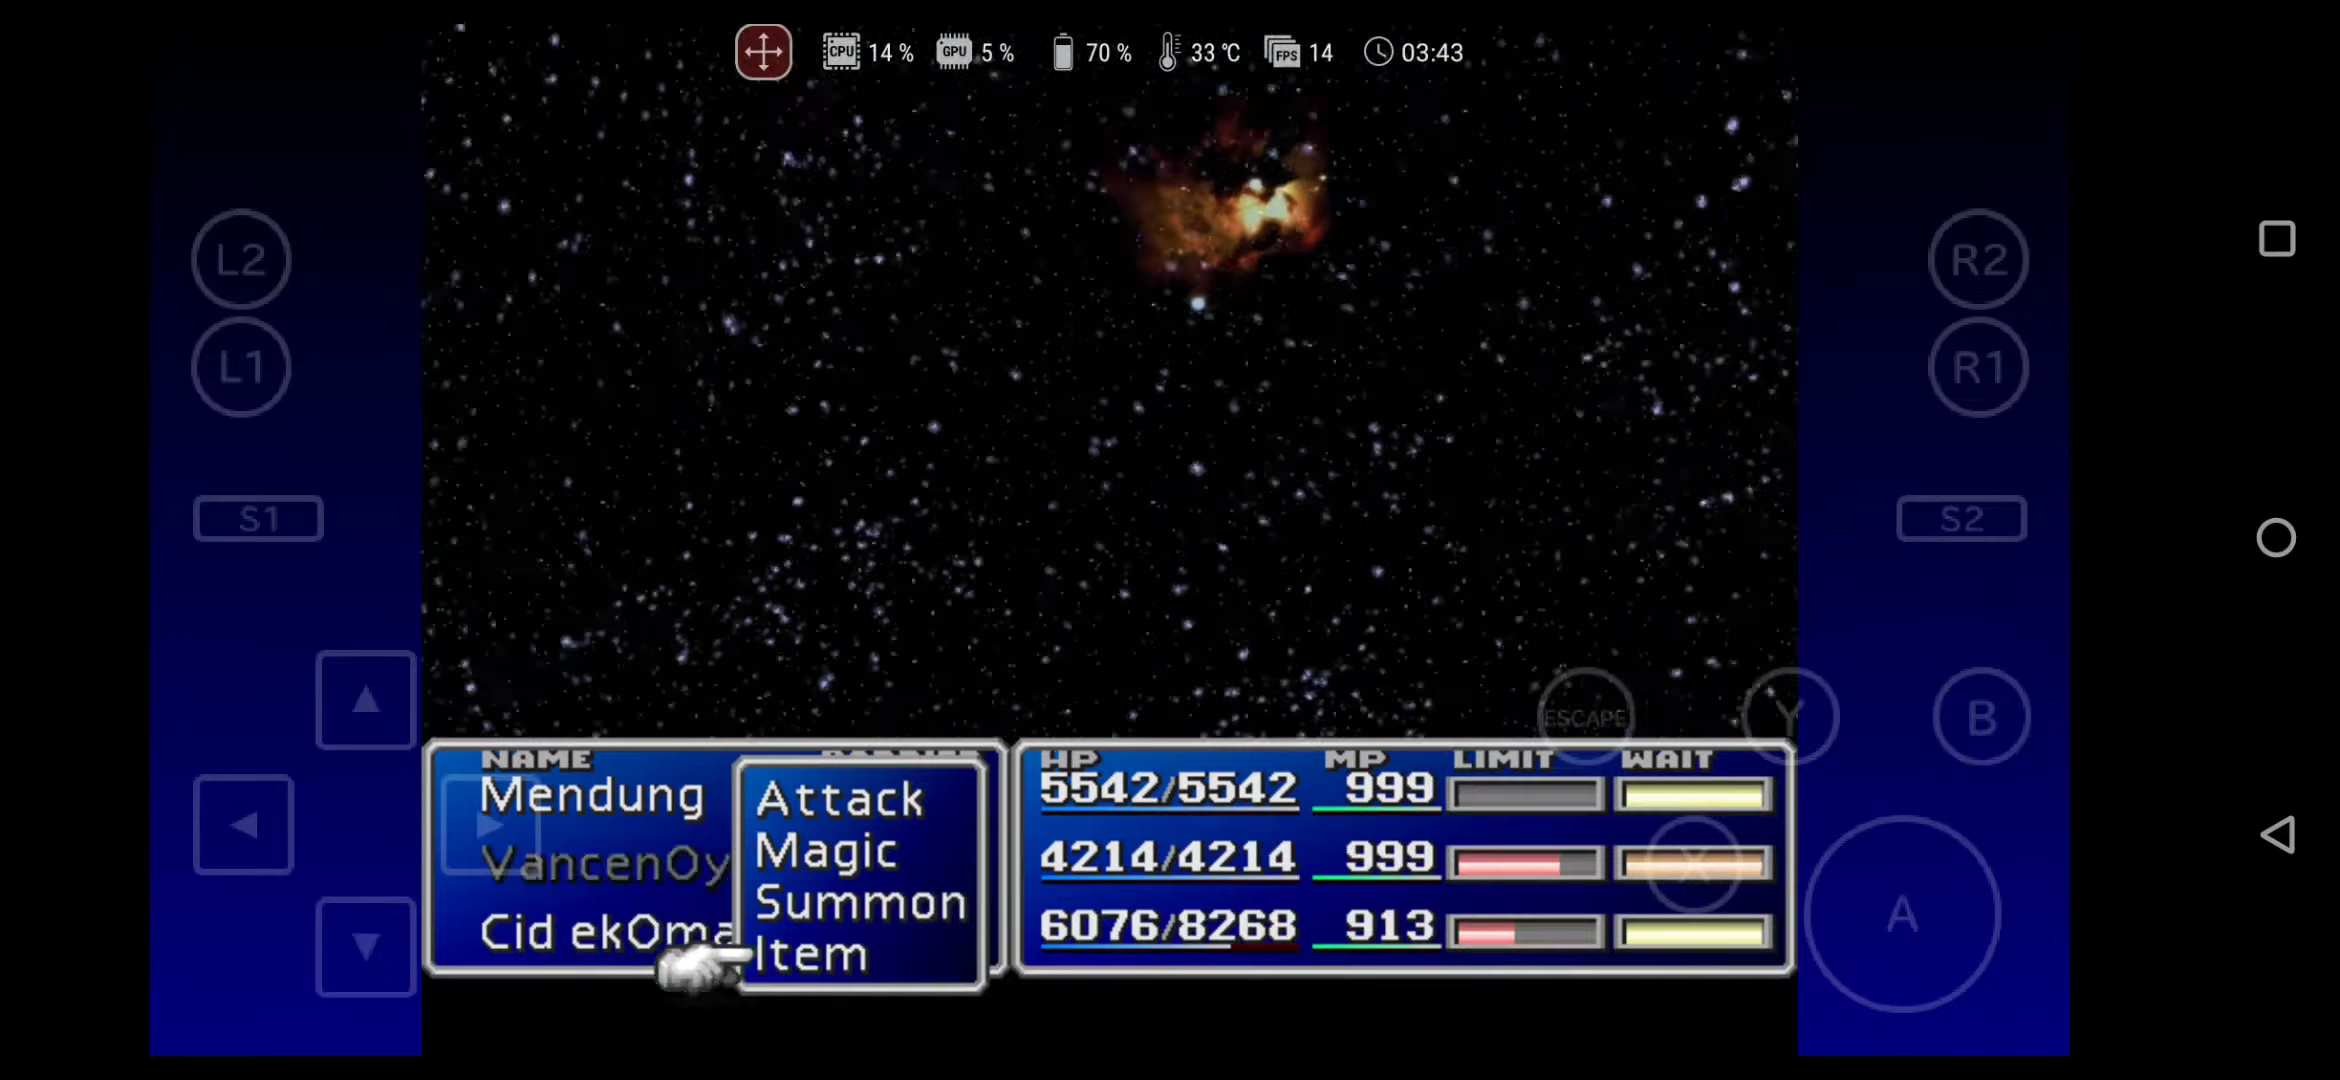 CPU 14 % GPU 5 % 70 % 33 ℃ FPS 14 03:43
L2
R2
L1
R1
S1
S2
ESCAPE
Y
B
NAME BARRIER HP MP LIMIT WAIT
Mendung 5542/5542 999
VancenOy 4214/4214 999
Cid ekOma 6076/8268 913
Attack
Magic
Summon
Item
X
A